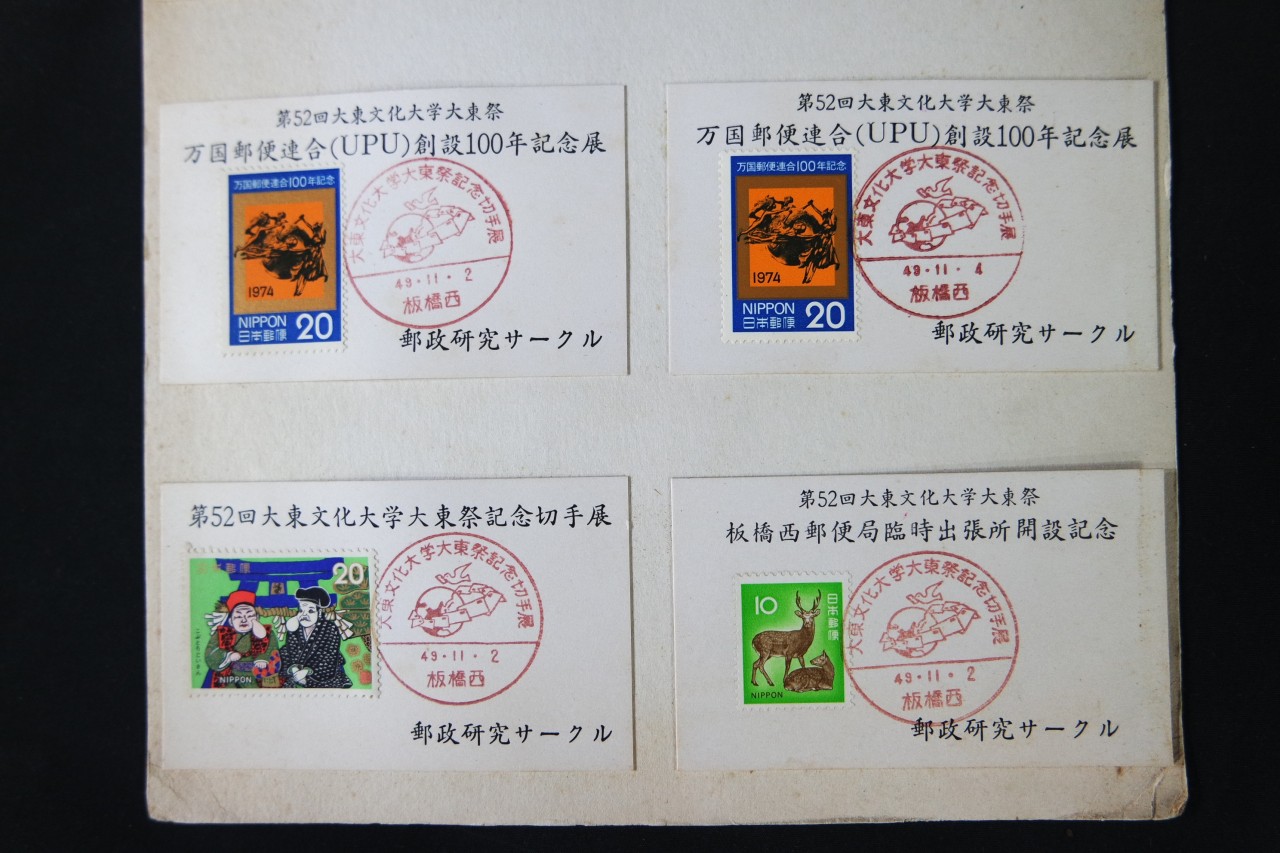 第52回大東文化大学大東祭
万国郵便連合(UPU)創設100年記念展
万国郵便連合100年記念
1974
NIPPON
日本郵便
20
大東文化大学大東祭記念切手展
49・11・2
板橋西
郵政研究サークル
第52回大東文化大学大東祭
万国郵便連合(UPU)創設100年記念展
万国郵便連合100年記念
1974
NIPPON
日本郵便
20
大東文化大学大東祭記念切手展
49・11・4
板橋西
郵政研究サークル
第52回大東文化大学大東祭記念切手展
郵便
20
NIPPON
大東文化大学大東祭記念切手展
49・11・2
板橋西
郵政研究サークル
第52回大東文化大学大東祭
板橋西郵便局臨時出張所開設記念
10
日本郵便
NIPPON
大東文化大学大東祭記念切手展
49・11・2
板橋西
郵政研究サークル